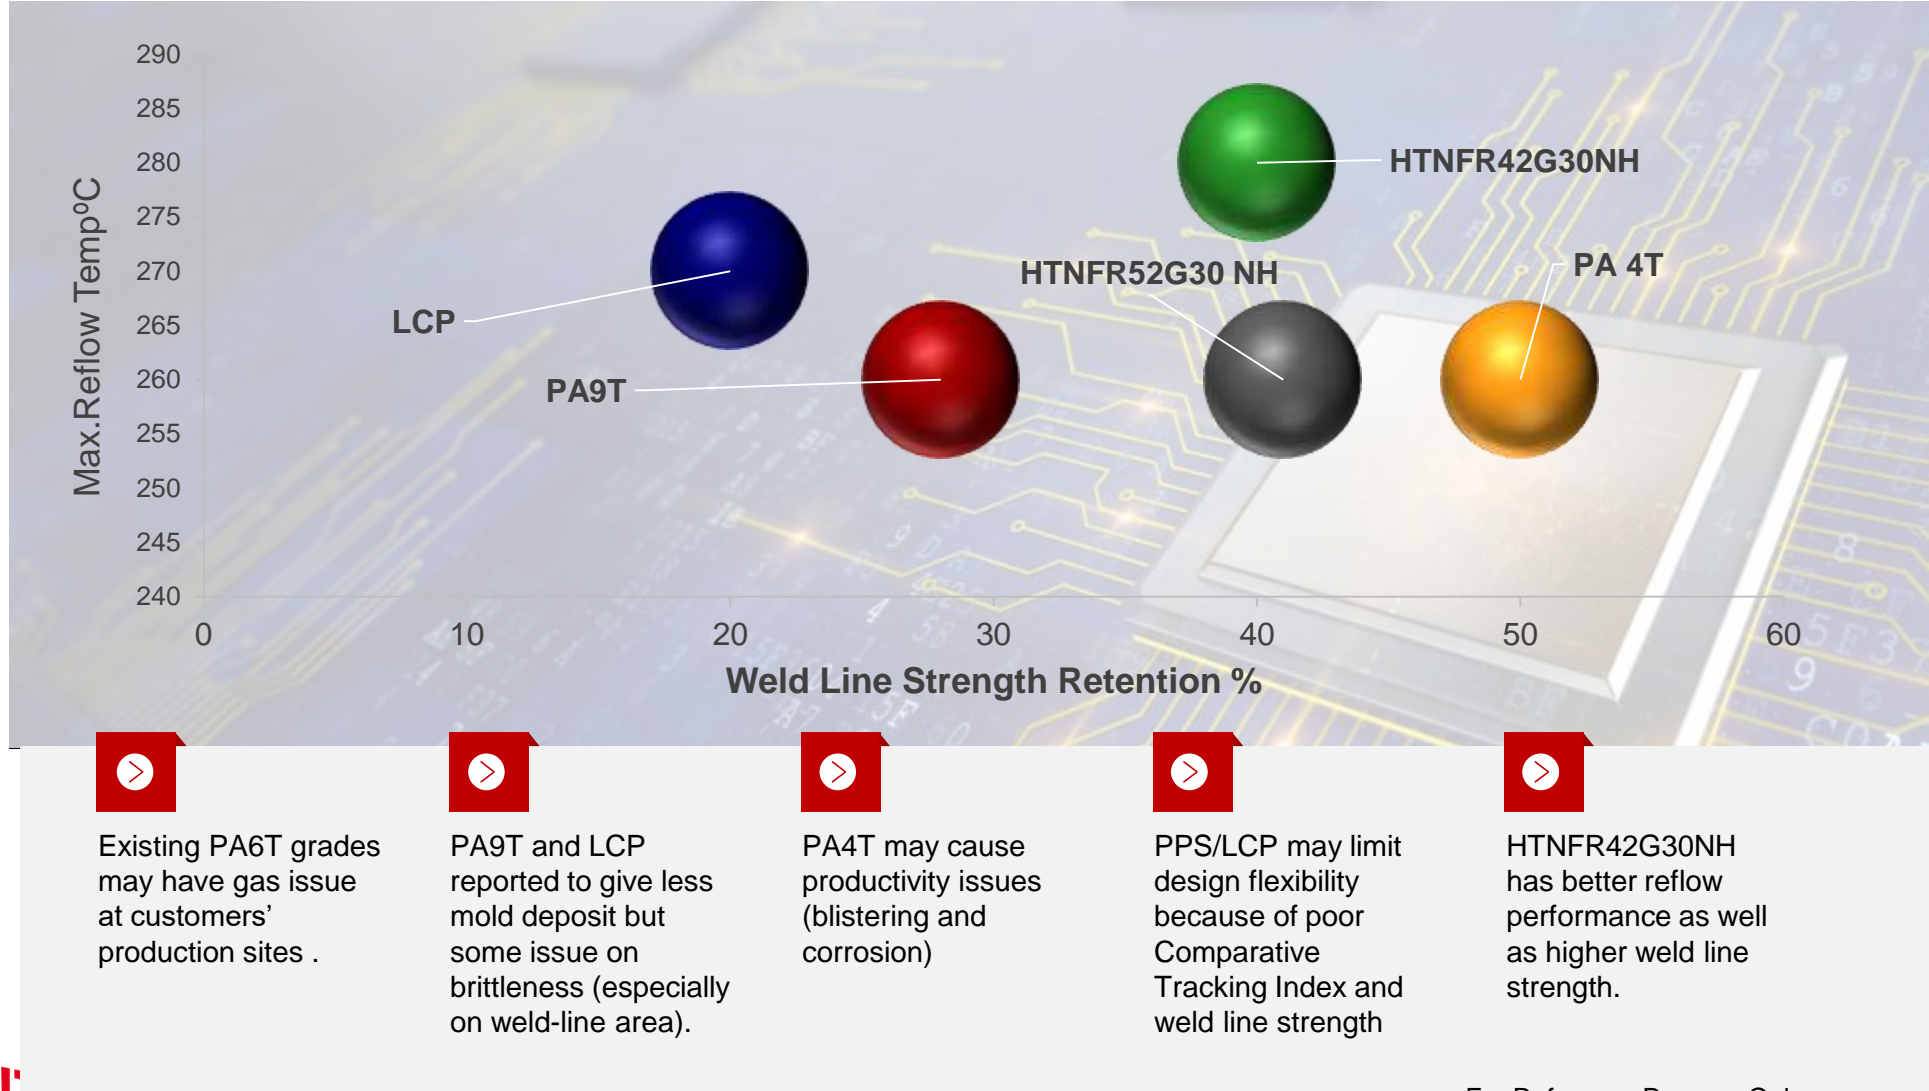 290
285
280
275
270
265
260
255
250
245
240
Max.Reflow Tempº C
HTNFR42G30NH
HTNFR52G30 NH
PA 4T
LCP
PA9T
0 10 20 30 40 50 60
Weld Line Strength Retention %
Existing PA6T grades
may have gas issue
at customers’
production sites .
PA9T and LCP
reported to give less
mold deposit but
some issue on
brittleness (especially
on weld-line area).
PA4T may cause
productivity issues
(blistering and
corrosion)
PPS/LCP may limit
design flexibility
because of poor
Comparative
Tracking Index and
weld line strength
HTNFR42G30NH
has better reflow
performance as well
as higher weld line
strength.